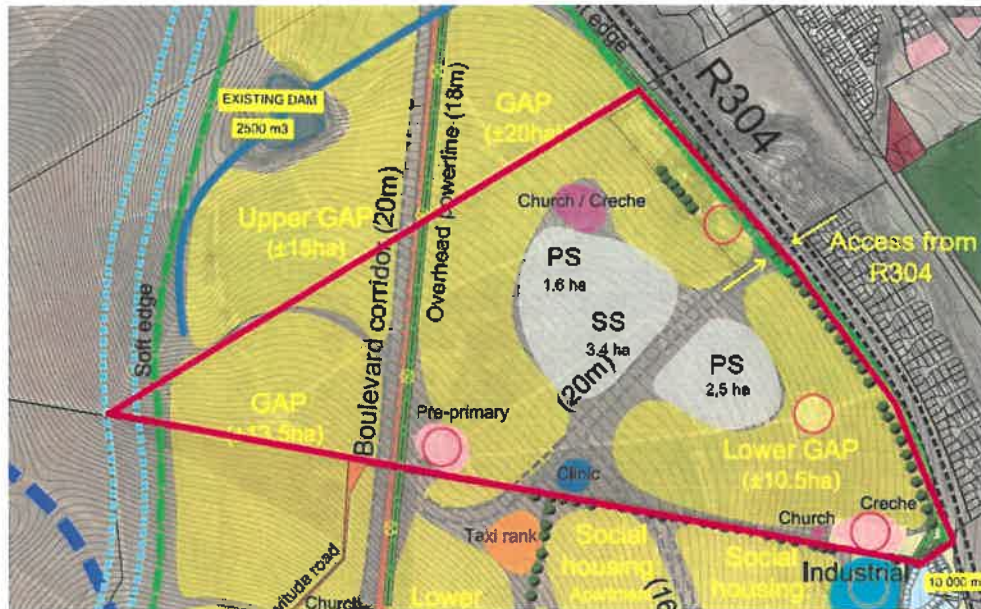 edge
R304
EXISTING DAM
2500 m3
GAP
(±20ha)
Overhead powerline (18m)
Boulevard corridor (20m)
Upper GAP
(±15ha)
Church / Creche
Access from
R304
PS
1.6 ha
SS
3.4 ha
PS
2,5 ha
(20m)
Soft edge
GAP
Pre-primary
Lower GAP
(±10.5ha)
Clinic
Creche
Church
Taxi rank
Social
housing
Social
housing
Industrial
road
Church
Lower
10 000 m